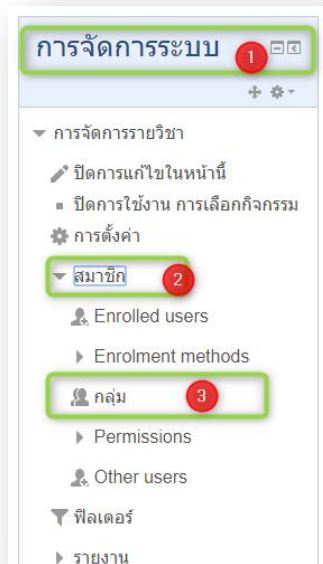 การจัดการระบบ 1
การจัดการรายวิชา
ปิดการแก้ไขในหน้านี้
ปิดการใช้งาน การเลือกกิจกรรม
การตั้งค่า
สมาชิก 2
Enrolled users
Enrolment methods
กลุ่ม 3
Permissions
Other users
ฟิลเตอร์
รายงาน